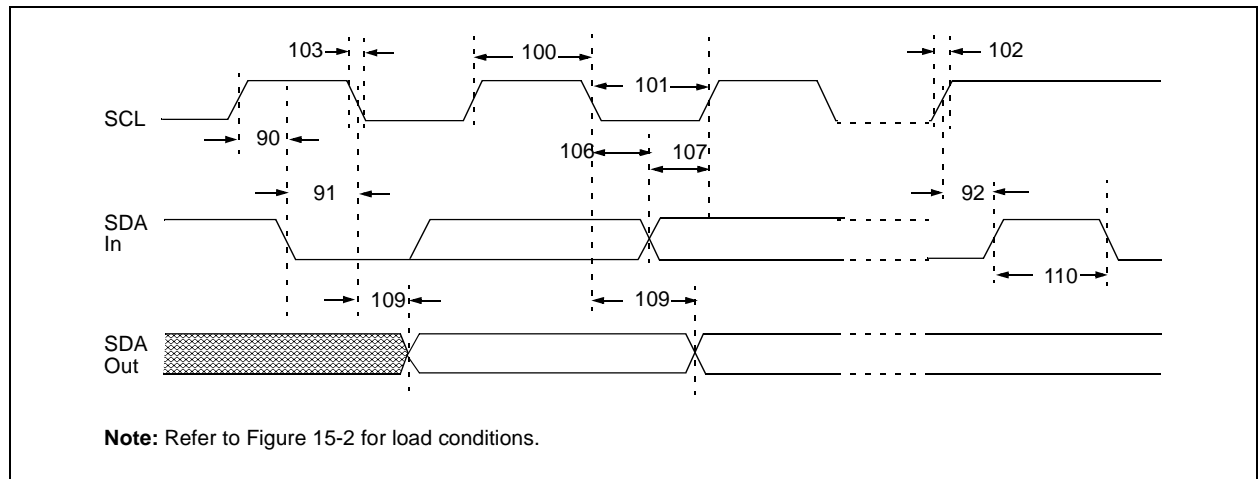 103
100
102
101
SCL
90
106
107
91
92
SDA
In
110
109
109
SDA
Out
Note: Refer to Figure 15-2 for load conditions.